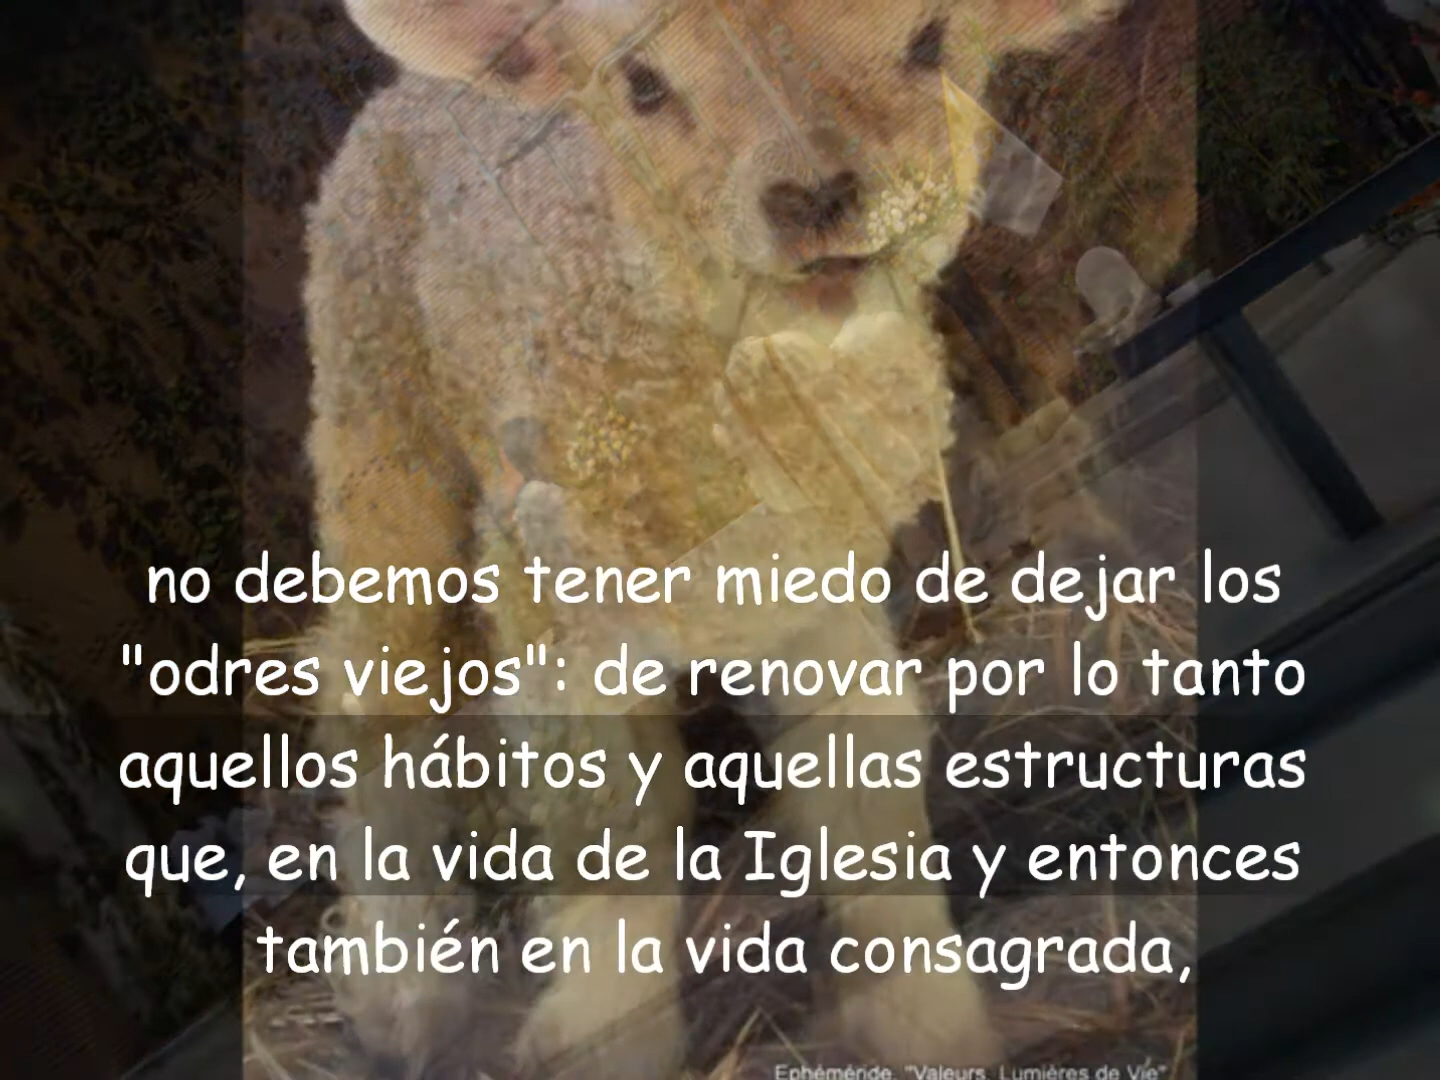 no debemos tener miedo de dejar los
"odres viejos": de renovar por lo tanto
aquellos hábitos y aquellas estructuras
que, en la vida de la Iglesia y entonces
también en la vida consagrada,
Ephéméride. "Valeurs, Lumières de Vie"